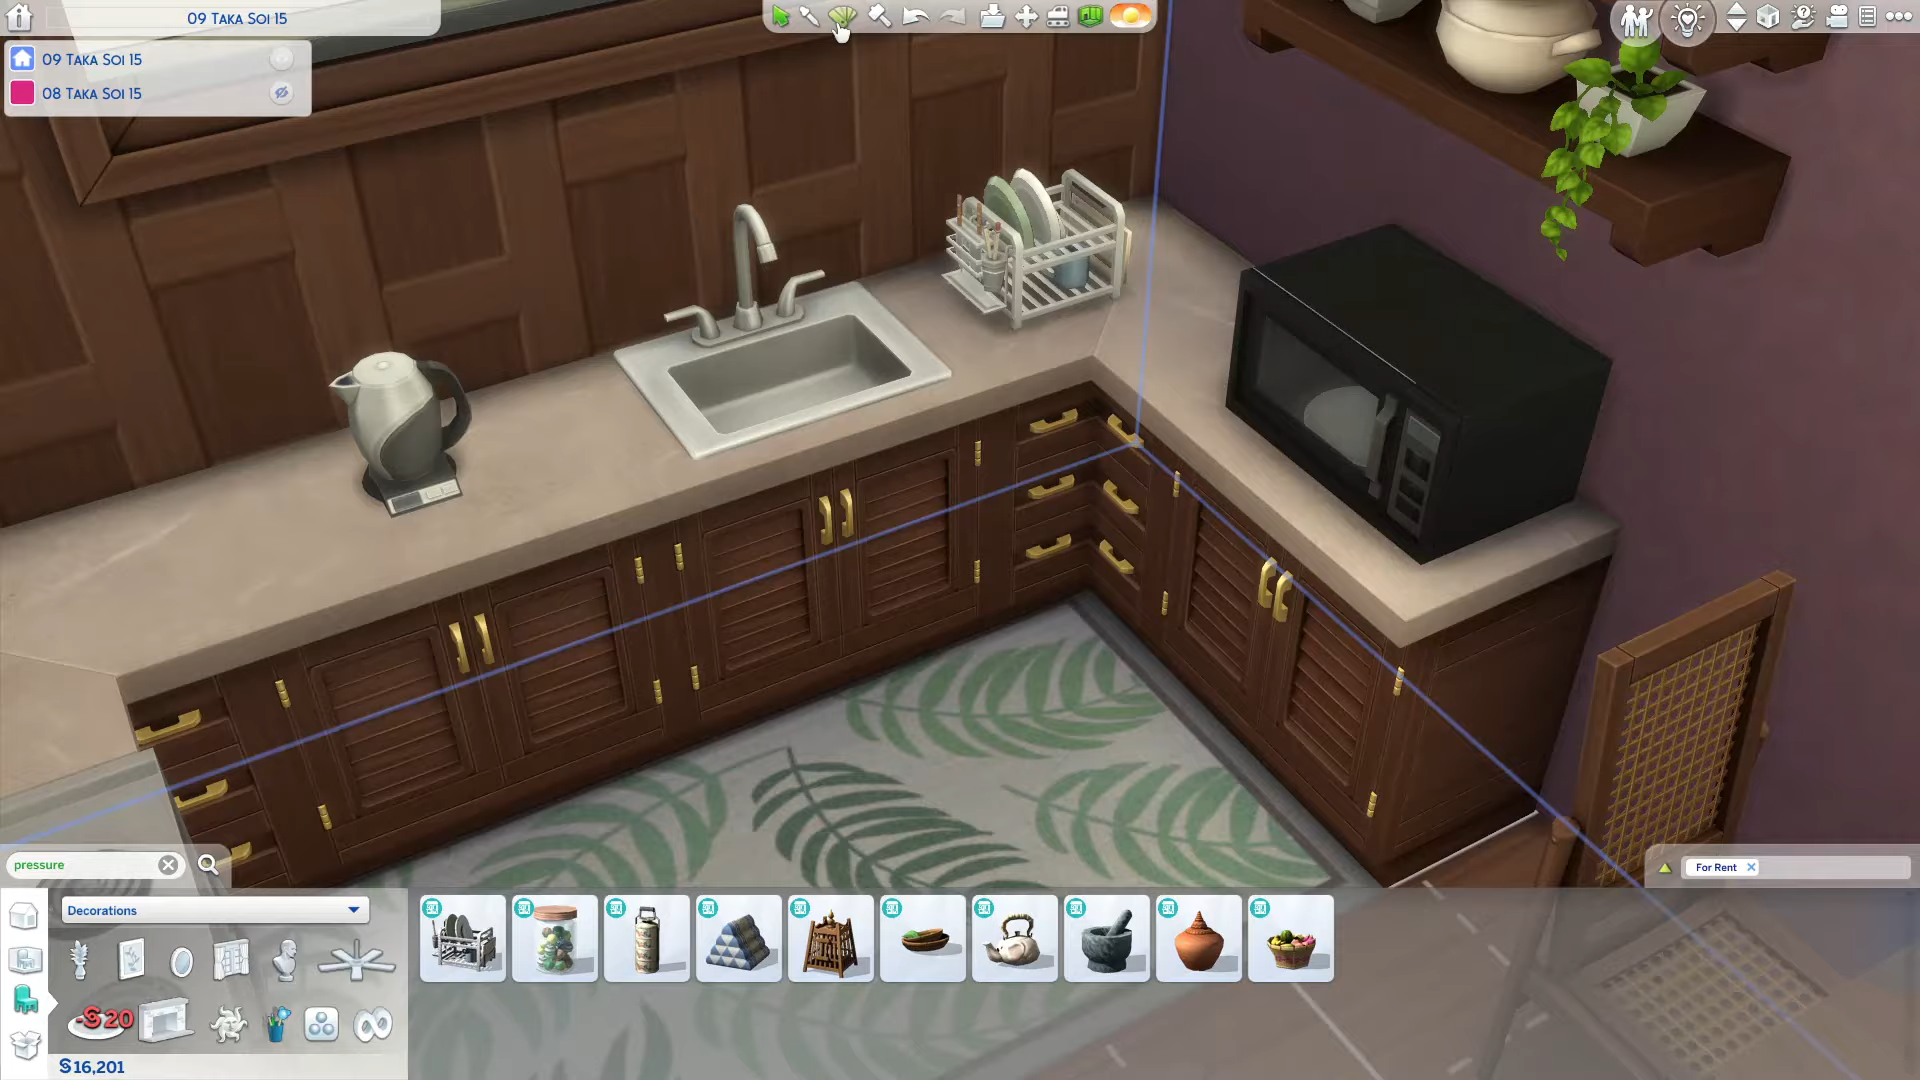 09 TAKA SOI 15
09 TAKA SOI 15
08 TAKA SOI 15
pressure
For Rent
Decorations
-§20
§16,201